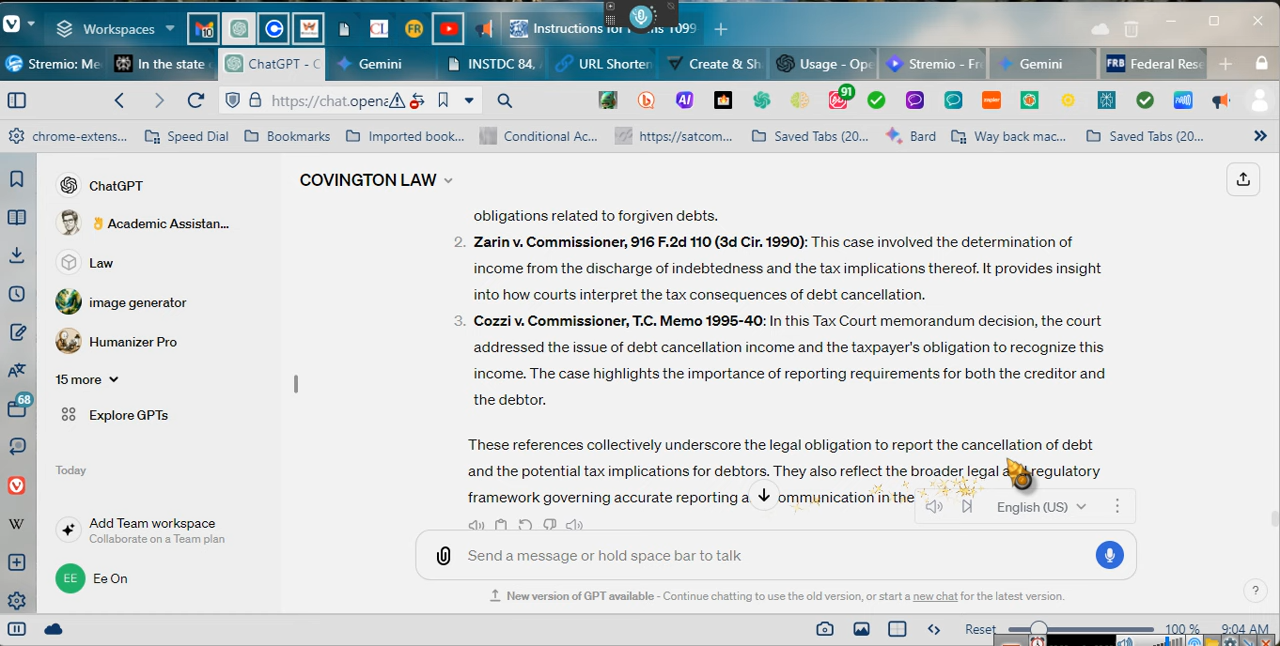 Workspaces
10
CL
FR
Instructions for
1099
Stremio: Me
In the state
ChatGPT - C
Gemini
INSTDC 84,
URL Shorten
Create & Sh
Usage - Ope
Stremio - Fr
Gemini
FRB
Federal Rese
https://chat.opena
91
chrome-extens...
Speed Dial
Bookmarks
Imported book...
Conditional Ac...
https://satcom...
Saved Tabs (20...
Bard
Way back mac...
Saved Tabs (20...
ChatGPT
Academic Assistan...
Law
image generator
Humanizer Pro
15 more
Explore GPTs
68
Today
Add Team workspace
Collaborate on a Team plan
EE
Ee On
COVINGTON LAW
obligations related to forgiven debts.
2. Zarin v. Commissioner, 916 F.2d 110 (3d Cir. 1990): This case involved the determination of
income from the discharge of indebtedness and the tax implications thereof. It provides insight
into how courts interpret the tax consequences of debt cancellation.
3. Cozzi v. Commissioner, T.C. Memo 1995-40: In this Tax Court memorandum decision, the court
addressed the issue of debt cancellation income and the taxpayer's obligation to recognize this
income. The case highlights the importance of reporting requirements for both the creditor and
the debtor.
These references collectively underscore the legal obligation to report the cancellation of debt
and the potential tax implications for debtors. They also reflect the broader legal and regulatory
framework governing accurate reporting a ommunication in the
English (US)
Send a message or hold space bar to talk
New version of GPT available - Continue chatting to use the old version, or start a new chat for the latest version.
?
Reset
100 %
9:04 AM